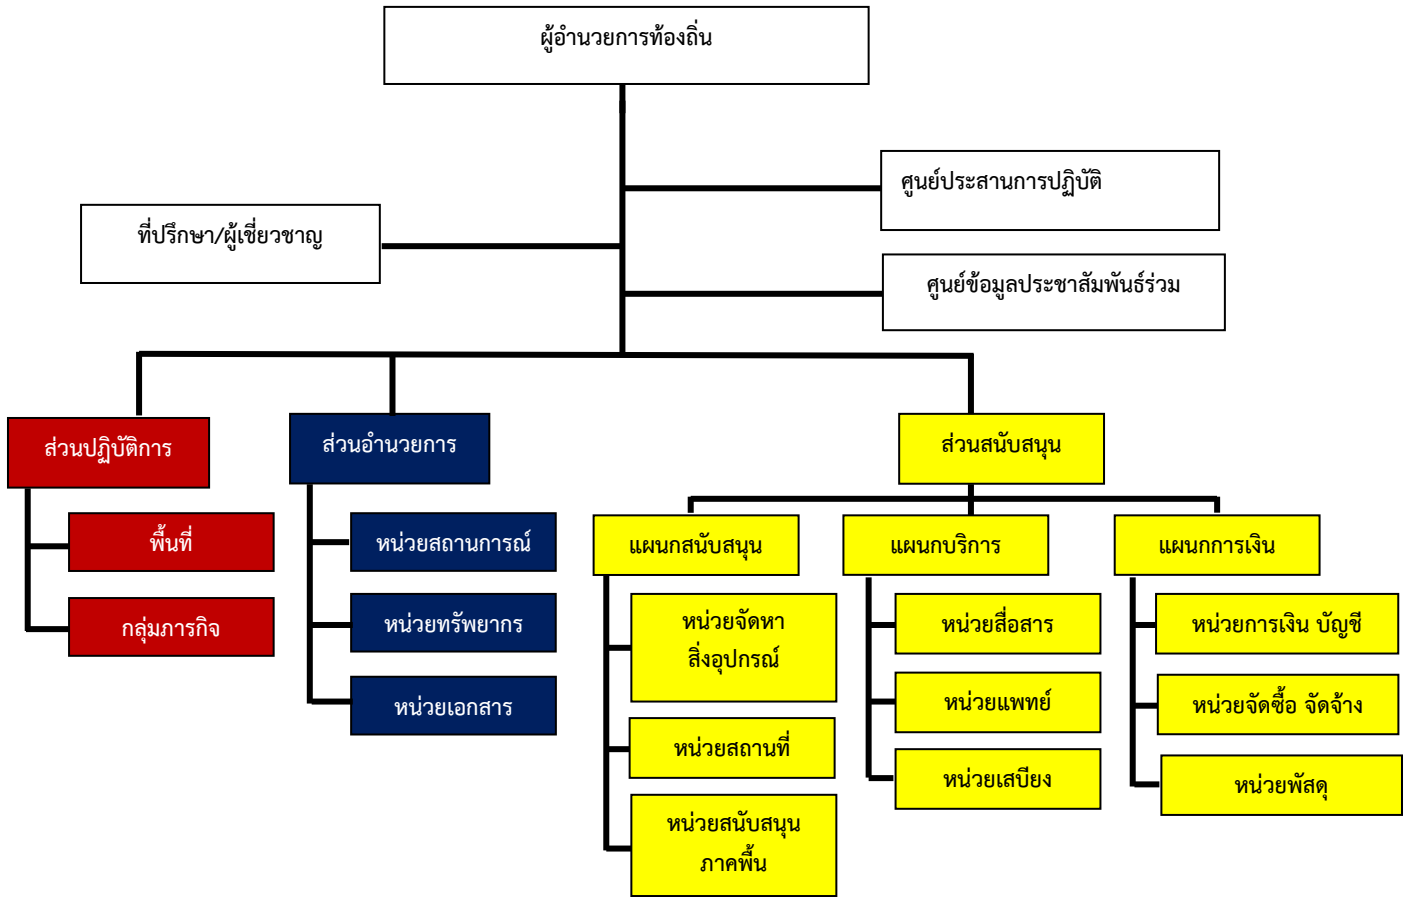 ผู้อำนวยการท้องถิ่น
ศูนย์ประสานการปฏิบัติ
ที่ปรึกษา/ผู้เชี่ยวชาญ
ศูนย์ข้อมูลประชาสัมพันธ์ร่วม
ส่วนปฏิบัติการ
พื้นที่
กลุ่มภารกิจ
ส่วนอำนวยการ
หน่วยสถานการณ์
หน่วยทรัพยากร
หน่วยเอกสาร
ส่วนสนับสนุน
แผนกสนับสนุน
หน่วยจัดหา
สิ่งอุปกรณ์
หน่วยสถานที่
หน่วยสนับสนุน
ภาคพื้น
แผนกบริการ
หน่วยสื่อสาร
หน่วยแพทย์
หน่วยเสบียง
แผนกการเงิน
หน่วยการเงิน บัญชี
หน่วยจัดซื้อ จัดจ้าง
หน่วยพัสดุ